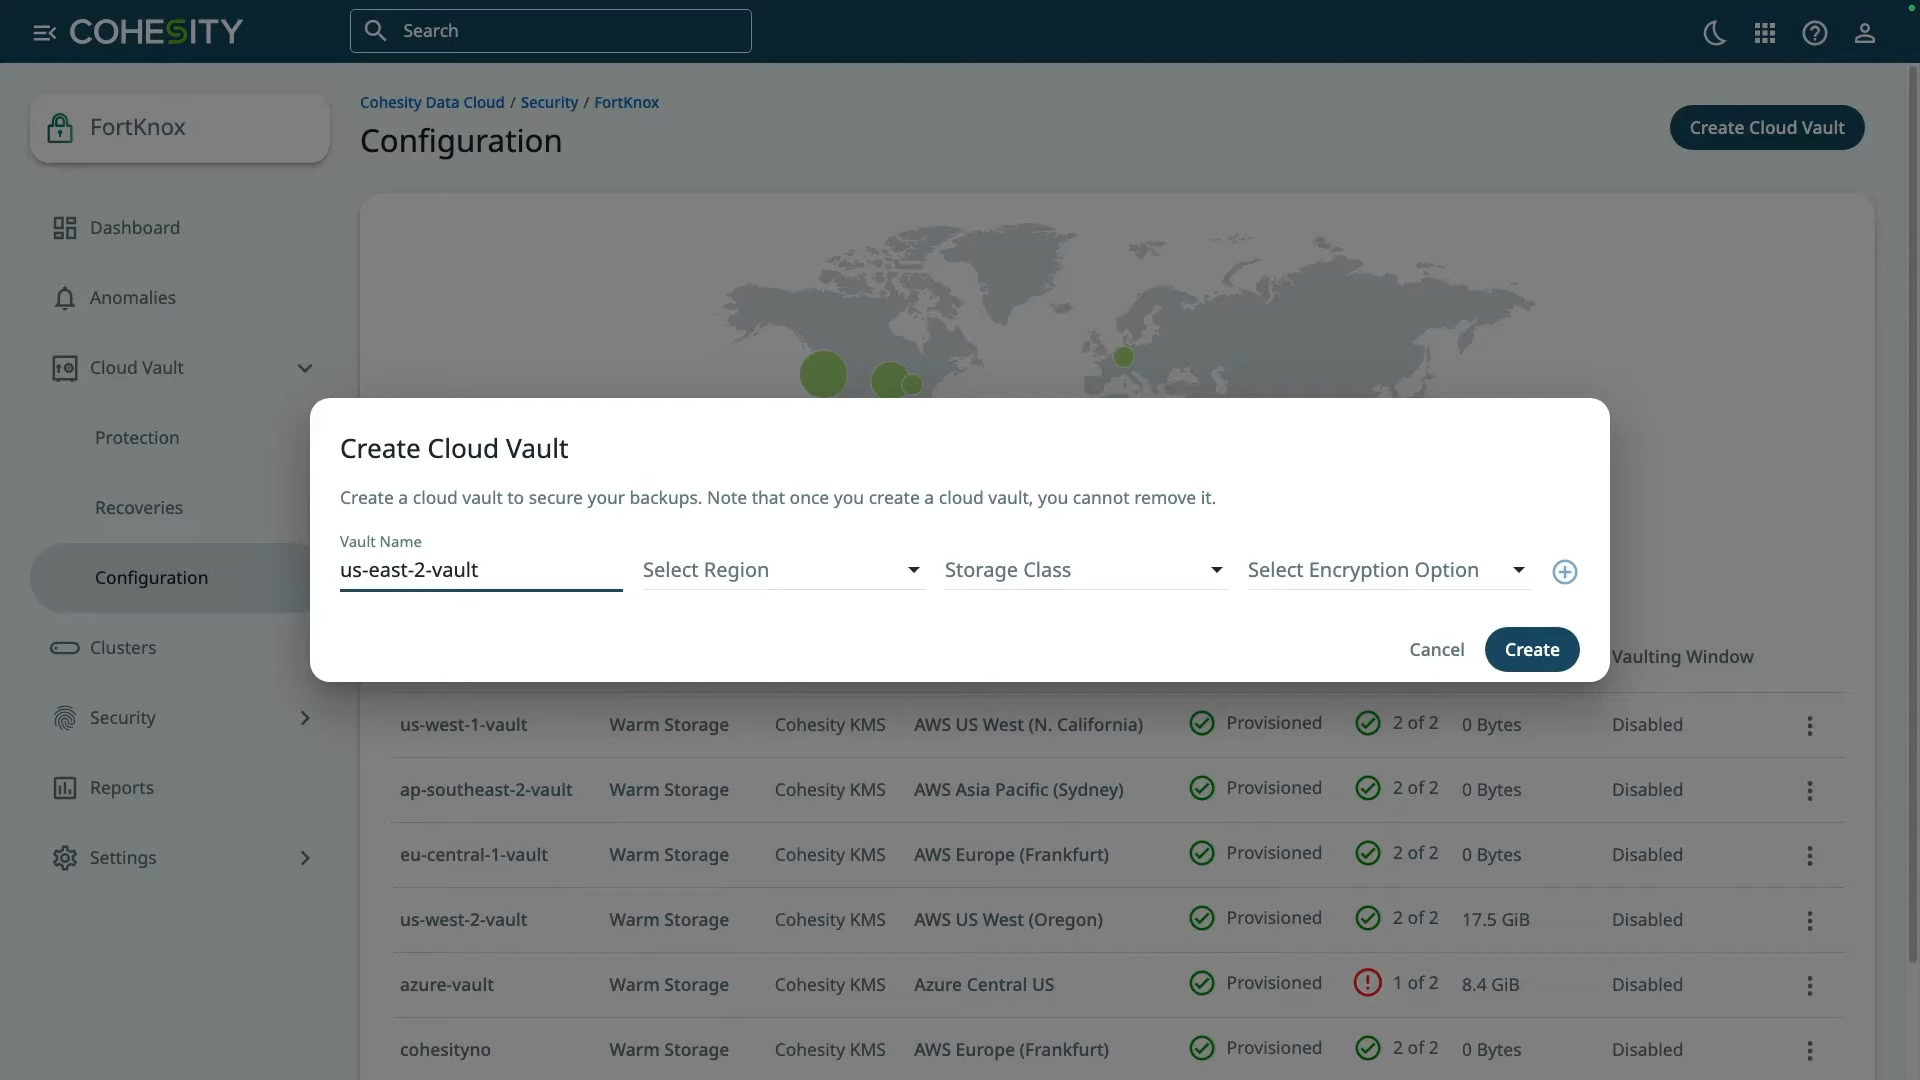 COHESITY
Search
FortKnox
Cohesity Data Cloud / Security / FortKnox
Configuration
Create Cloud Vault
Dashboard
Anomalies
Cloud Vault
Protection
Recoveries
Configuration
Clusters
Security
Reports
Settings
Create Cloud Vault
Create a cloud vault to secure your backups. Note that once you create a cloud vault, you cannot remove it.
Vault Name
us-east-2-vault Select Region Storage Class Select Encryption Option
Cancel Create
Vaulting Window
us-west-1-vault Warm Storage Cohesity KMS AWS US West (N. California) Provisioned 2 of 2 0 Bytes Disabled
ap-southeast-2-vault Warm Storage Cohesity KMS AWS Asia Pacific (Sydney) Provisioned 2 of 2 0 Bytes Disabled
eu-central-1-vault Warm Storage Cohesity KMS AWS Europe (Frankfurt) Provisioned 2 of 2 0 Bytes Disabled
us-west-2-vault Warm Storage Cohesity KMS AWS US West (Oregon) Provisioned 2 of 2 17.5 GiB Disabled
azure-vault Warm Storage Cohesity KMS Azure Central US Provisioned 1 of 2 8.4 GiB Disabled
cohesityno Warm Storage Cohesity KMS AWS Europe (Frankfurt) Provisioned 2 of 2 0 Bytes Disabled